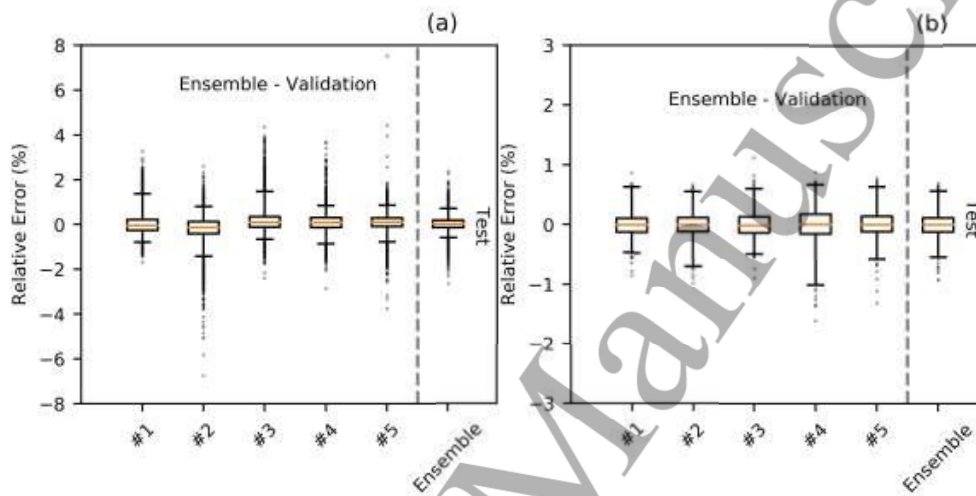 (a)
8
6
4
2
0
−2
−4
−6
−8
Relative Error (%)
Ensemble - Validation
Test
#1
#2
#3
#4
#5
Ensemble
(b)
3
2
1
0
−1
−2
−3
Relative Error (%)
Ensemble - Validation
Test
#1
#2
#3
#4
#5
Ensemble
Manuscr